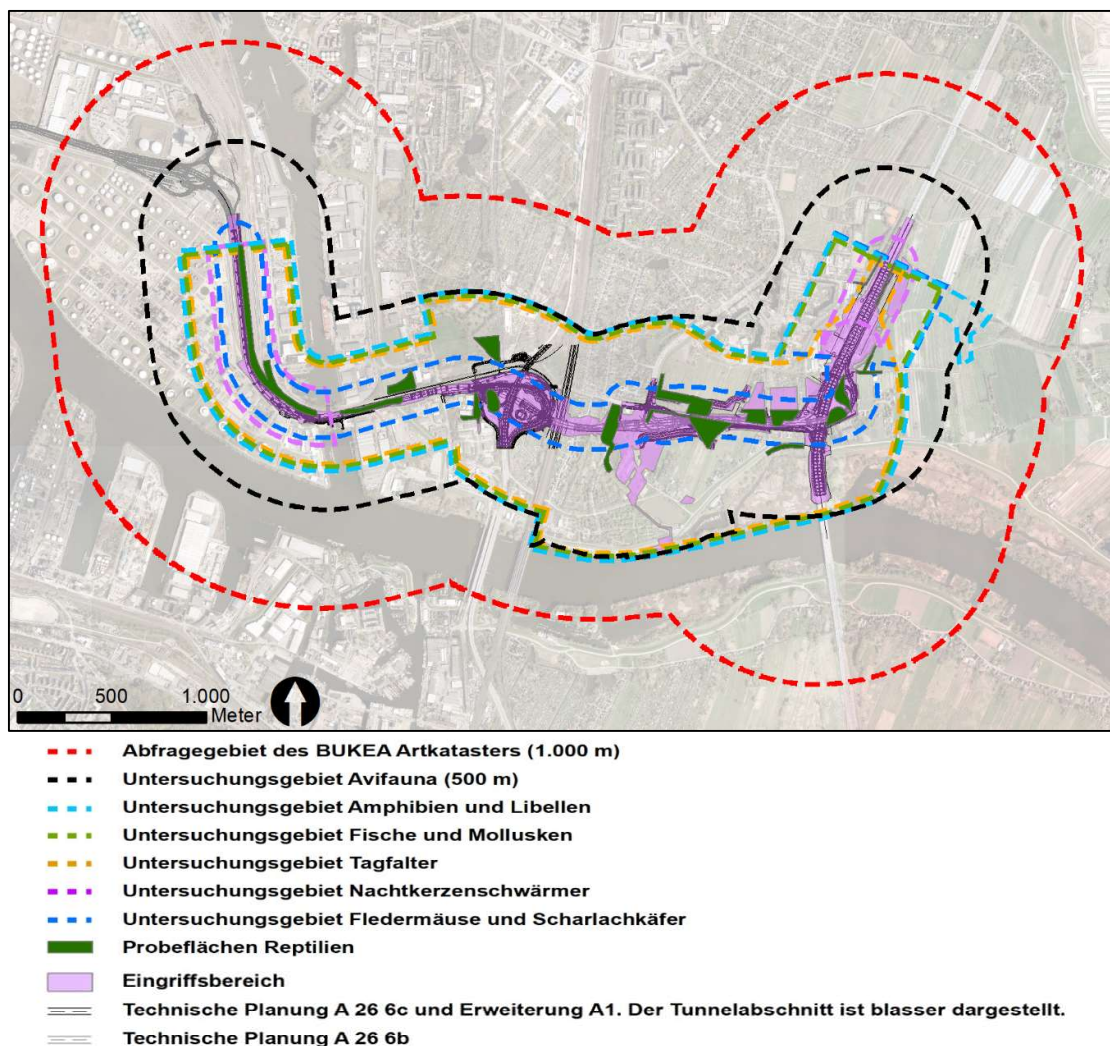 0 500 1.000
Meter
Abfragegebiet des BUKEA Artkatasters (1.000 m)
Untersuchungsgebiet Avifauna (500 m)
Untersuchungsgebiet Amphibien und Libellen
Untersuchungsgebiet Fische und Mollusken
Untersuchungsgebiet Tagfalter
Untersuchungsgebiet Nachtkerzenschwärmer
Untersuchungsgebiet Fledermäuse und Scharlachkäfer
Probeflächen Reptilien
Eingriffsbereich
Technische Planung A 26 6c und Erweiterung A1. Der Tunnelabschnitt ist blasser dargestellt.
Technische Planung A 26 6b